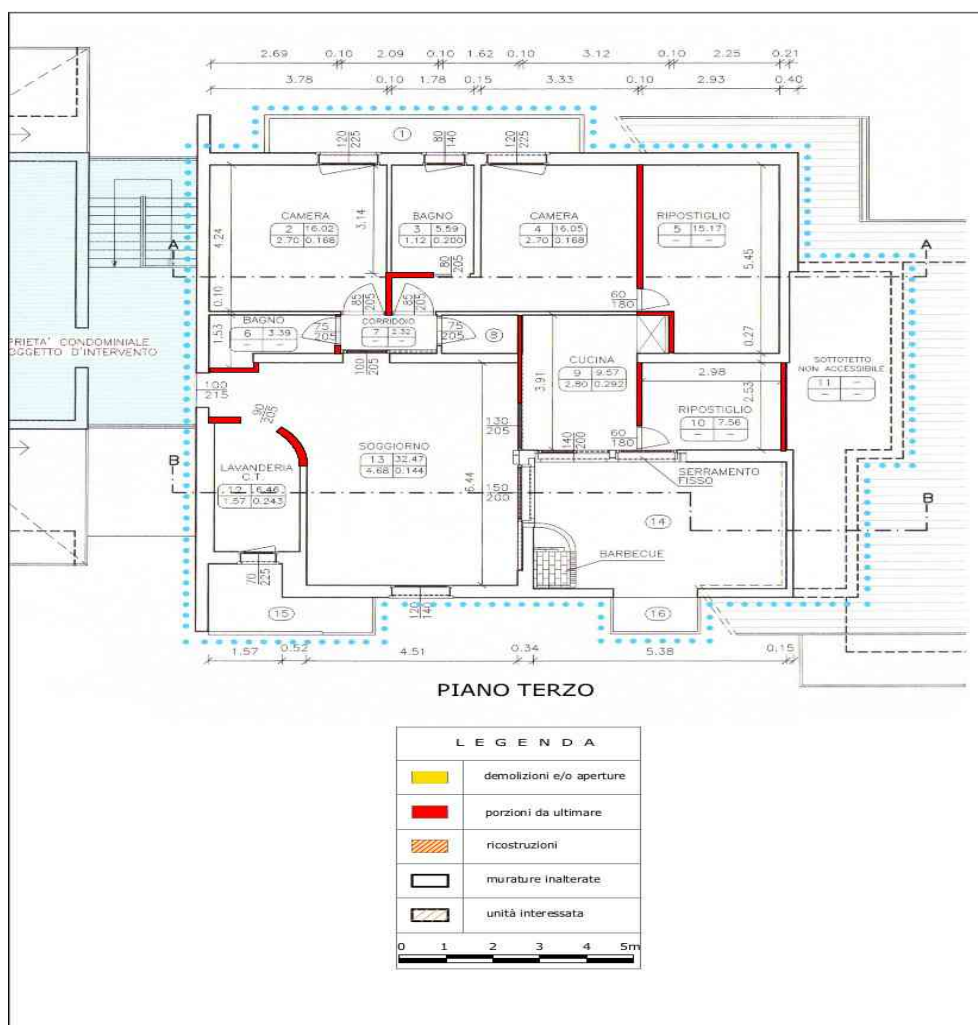 2.69 0.10 2.09 0.10 1.62 0.10 3.12 0.10 2.25 0.21
3.78 0.10 1.78 0.15 3.33 0.10 2.93 0.40
120
225
1
80
140
120
225
CAMERA
2 16.02
2.70 0.168
3.14
BAGNO
3 5.59
1.12 0.200
CAMERA
4 16.05
2.70 0.168
RIPOSTIGLIO
5 15.17
– –
4.24
5.45
A
A
80
205
85
205
85
205
60
180
0.10
1.53
BAGNO
6 3.39
– –
75
205
CORRIDOIO
7 2.32
– –
75
205
8
0.27
PRIETA' CONDOMINIALE
OGGETTO D'INTERVENTO
100
205
CUCINA
9 9.57
2.80 0.292
3.91
2.98
2.53
SOTTOTETTO
NON ACCESSIBILE
11 –
– –
100
215
90
205
130
205
RIPOSTIGLIO
10 7.56
– –
60
180
140
200
SOGGIORNO
13 32.47
4.68 0.144
6.44
B
B
LAVANDERIA
C.T.
12 6.46
1.57 0.243
150
200
SERRAMENTO
FISSO
14
BARBECUE
70
225
120
140
15
16
1.57 0.52 4.51 0.34 5.38 0.15
PIANO TERZO
LEGENDA
demolizioni e/o aperture
porzioni da ultimare
ricostruzioni
murature inalterate
unità interessata
0 1 2 3 4 5m